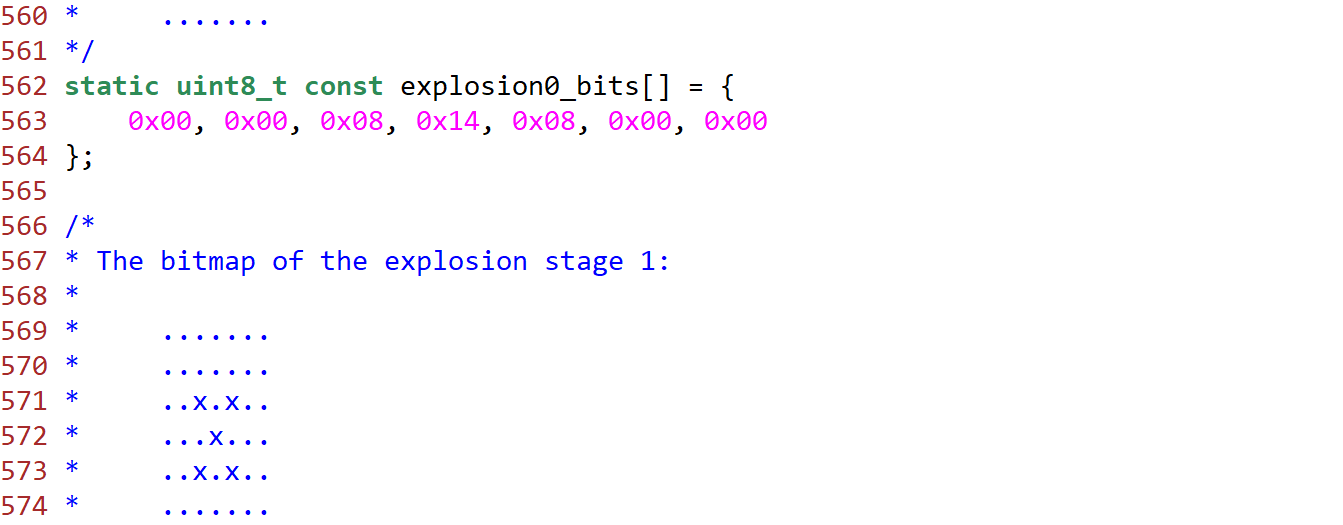 560 *     .......
561 */
562 static uint8_t const explosion0_bits[] = {
563     0x00, 0x00, 0x08, 0x14, 0x08, 0x00, 0x00
564 };
565
566 /*
567 * The bitmap of the explosion stage 1:
568 *
569 *     .......
570 *     .......
571 *     ..x.x..
572 *     ...x...
573 *     ..x.x..
574 *     .......